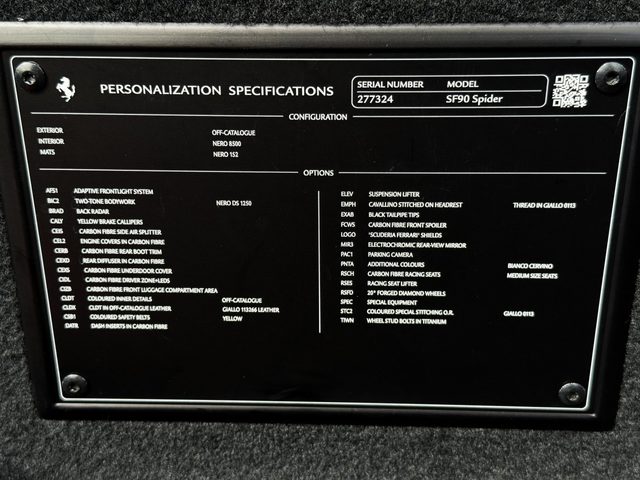 PERSONALIZATION SPECIFICATIONS
SERIAL NUMBER MODEL
277324 SF90 Spider
CONFIGURATION
EXTERIOR OFF-CATALOGUE
INTERIOR NERO 8500
MATS NERO 152
OPTIONS
AFS1 ADAPTIVE FRONTLIGHT SYSTEM
BIC2 TWO-TONE BODYWORK NERO DS 1250
BRAD BACK RADAR
CALY YELLOW BRAKE CALLIPERS
CEIS CARBON FIBRE SIDE AIR SPLITTER
CEL2 ENGINE COVERS IN CARBON FIBRE
CERB CARBON FIBRE REAR BOOT TRIM
CEXD REAR DIFFUSER IN CARBON FIBRE
CEXS CARBON FIBRE UNDERDOOR COVER
CIDL CARBON FIBRE DRIVER ZONE+LEDS
CIZB CARBON FIBRE FRONT LUGGAGE COMPARTMENT AREA
CLDT COLOURED INNER DETAILS OFF-CATALOGUE
CLDX CLDT IN OFF-CATALOGUE LEATHER GIALLO 113266 LEATHER
CEB1 COLOURED SAFETY BELTS YELLOW
DATR DASH INSERTS IN CARBON FIBRE
ELEV SUSPENSION LIFTER
EMPH CAVALLINO STITCHED ON HEADREST THREAD IN GIALLO 0113
EXAB BLACK TAILPIPE TIPS
FCWS CARBON FIBRE FRONT SPOILER
LOGO "SCUDERIA FERRARI" SHIELDS
MIR3 ELECTROCHROMIC REAR-VIEW MIRROR
PAC1 PARKING CAMERA
PNTA ADDITIONAL COLOURS BIANCO CERVINO
RSCH CARBON FIBRE RACING SEATS MEDIUM SIZE SEATS
RSES RACING SEAT LIFTER
RSFD 20" FORGED DIAMOND WHEELS
SPEC SPECIAL EQUIPMENT
STC2 COLOURED SPECIAL STITCHING O.R. GIALLO 0113
TIWN WHEEL STUD BOLTS IN TITANIUM